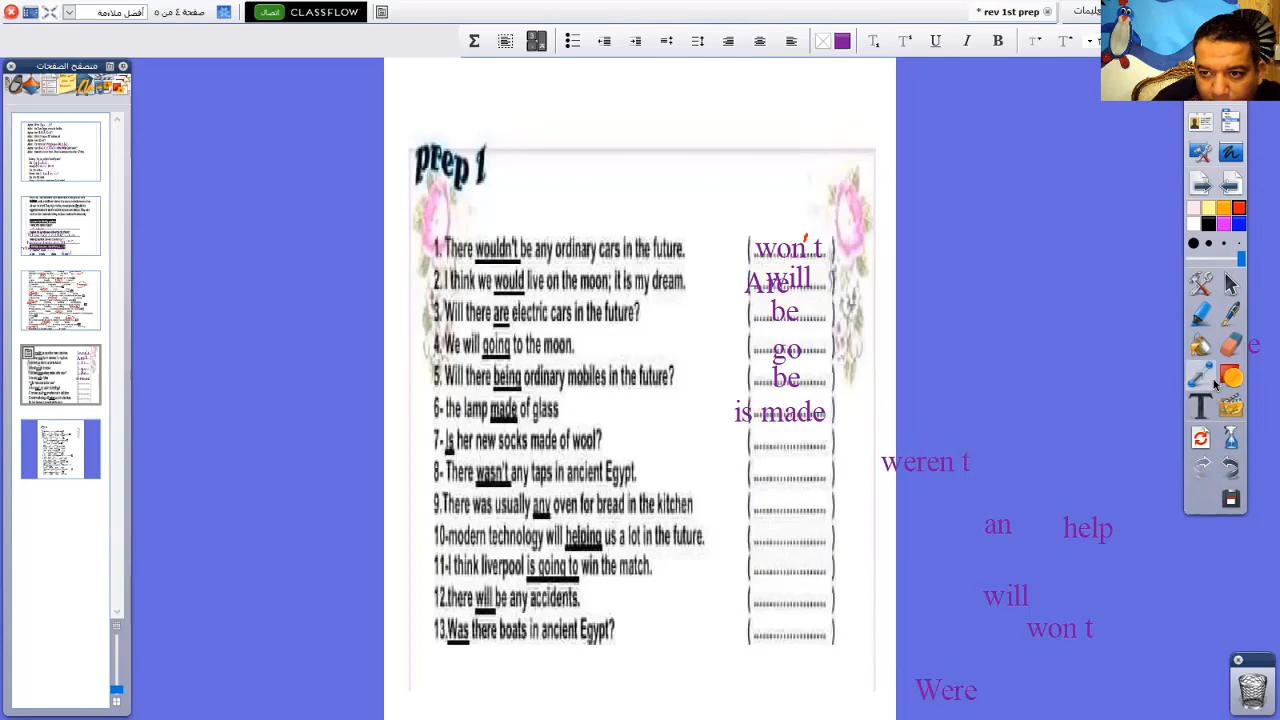 صفحة ٤ من ٥
أفضل ملاءمة
اتصال CLASSFLOW
* rev 1st prep
تعليمات
Σ
T U I B T
متصفح الصفحات
prep 1
1. There wouldn't be any ordinary cars in the future. won't
2. I think we would live on the moon; it is my dream. (will
Are
3. Will there are electric cars in the future? ( be )
4. We will going to the moon. ( go )
5. Will there being ordinary mobiles in the future? ( be )
6- the lamp made of glass is made
7- Is her new socks made of wool? (.................)
8- There wasn't any taps in ancient Egypt. (.................)
9.There was usually any oven for bread in the kitchen (.................)
10-modern technology will helping us a lot in the future. (.................)
11-I think liverpool is going to win the match. (.................)
12.there will be any accidents. (.................)
13.Was there boats in ancient Egypt? (.................)
e
weren t
an help
will
won t
Were
T